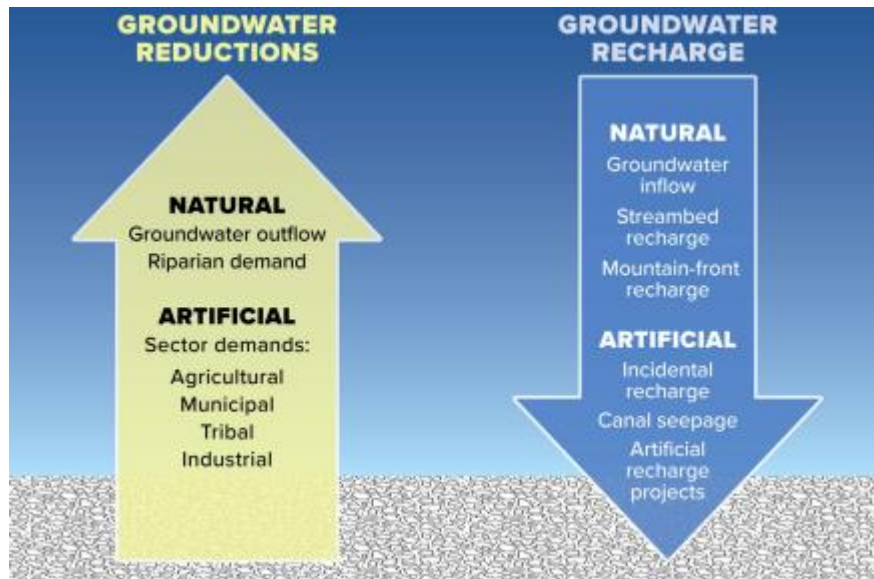 GROUNDWATER
REDUCTIONS
NATURAL
Groundwater outflow
Riparian demand
ARTIFICIAL
Sector demands:
Agricultural
Municipal
Tribal
Industrial
GROUNDWATER
RECHARGE
NATURAL
Groundwater
inflow
Streambed
recharge
Mountain-front
recharge
ARTIFICIAL
Incidental
recharge
Canal seepage
Artificial
recharge
projects